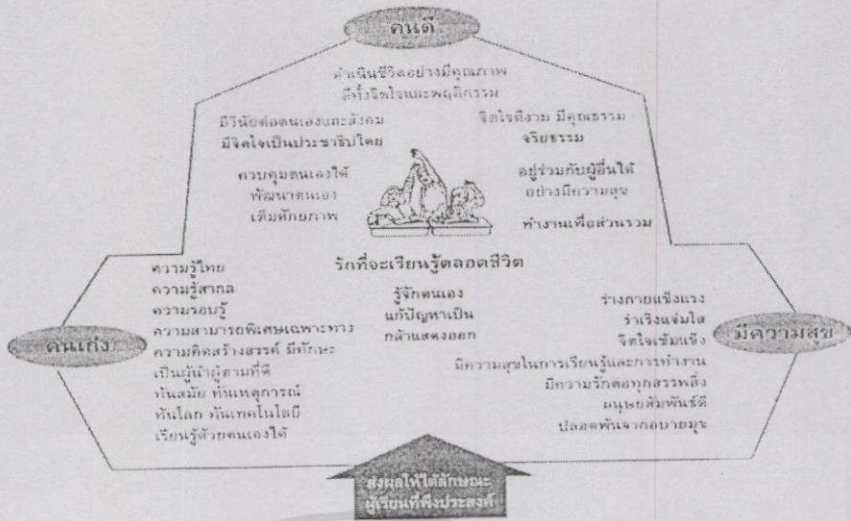 คนดี
ดำเนินชีวิตอย่างมีคุณภาพ
มีทั้งจิตใจและพฤติกรรม
มีวินัยต่อตนเองและสังคม
มีจิตใจเป็นประชาธิปไตย
จิตใจดีงาม มีคุณธรรม
จริยธรรม
ควบคุมตนเองได้
พัฒนาตนเอง
เต็มศักยภาพ
อยู่ร่วมกับผู้อื่นได้
อย่างมีความสุข
ทำงานเพื่อส่วนรวม
รักที่จะเรียนรู้ตลอดชีวิต
คนเก่ง
ความรู้ไทย
ความรู้สากล
ความรอบรู้
ความสามารถพิเศษเฉพาะทาง
ความคิดสร้างสรรค์ มีทักษะ
เป็นผู้นำผู้ตามที่ดี
ทันสมัย ทันเหตุการณ์
ทันโลก ทันเทคโนโลยี
เรียนรู้ด้วยตนเองได้
รู้จักตนเอง
แก้ปัญหาเป็น
กล้าแสดงออก
มีความสุข
ร่างกายแข็งแรง
ร่าเริงแจ่มใส
จิตใจเข้มแข็ง
มีความสุขในการเรียนรู้และการทำงาน
มีความรักต่อทุกสรรพสิ่ง
มนุษยสัมพันธ์ดี
ปลอดพ้นจากอบายมุข
ส่งผลให้ได้ลักษณะ
ผู้เรียนที่พึงประสงค์